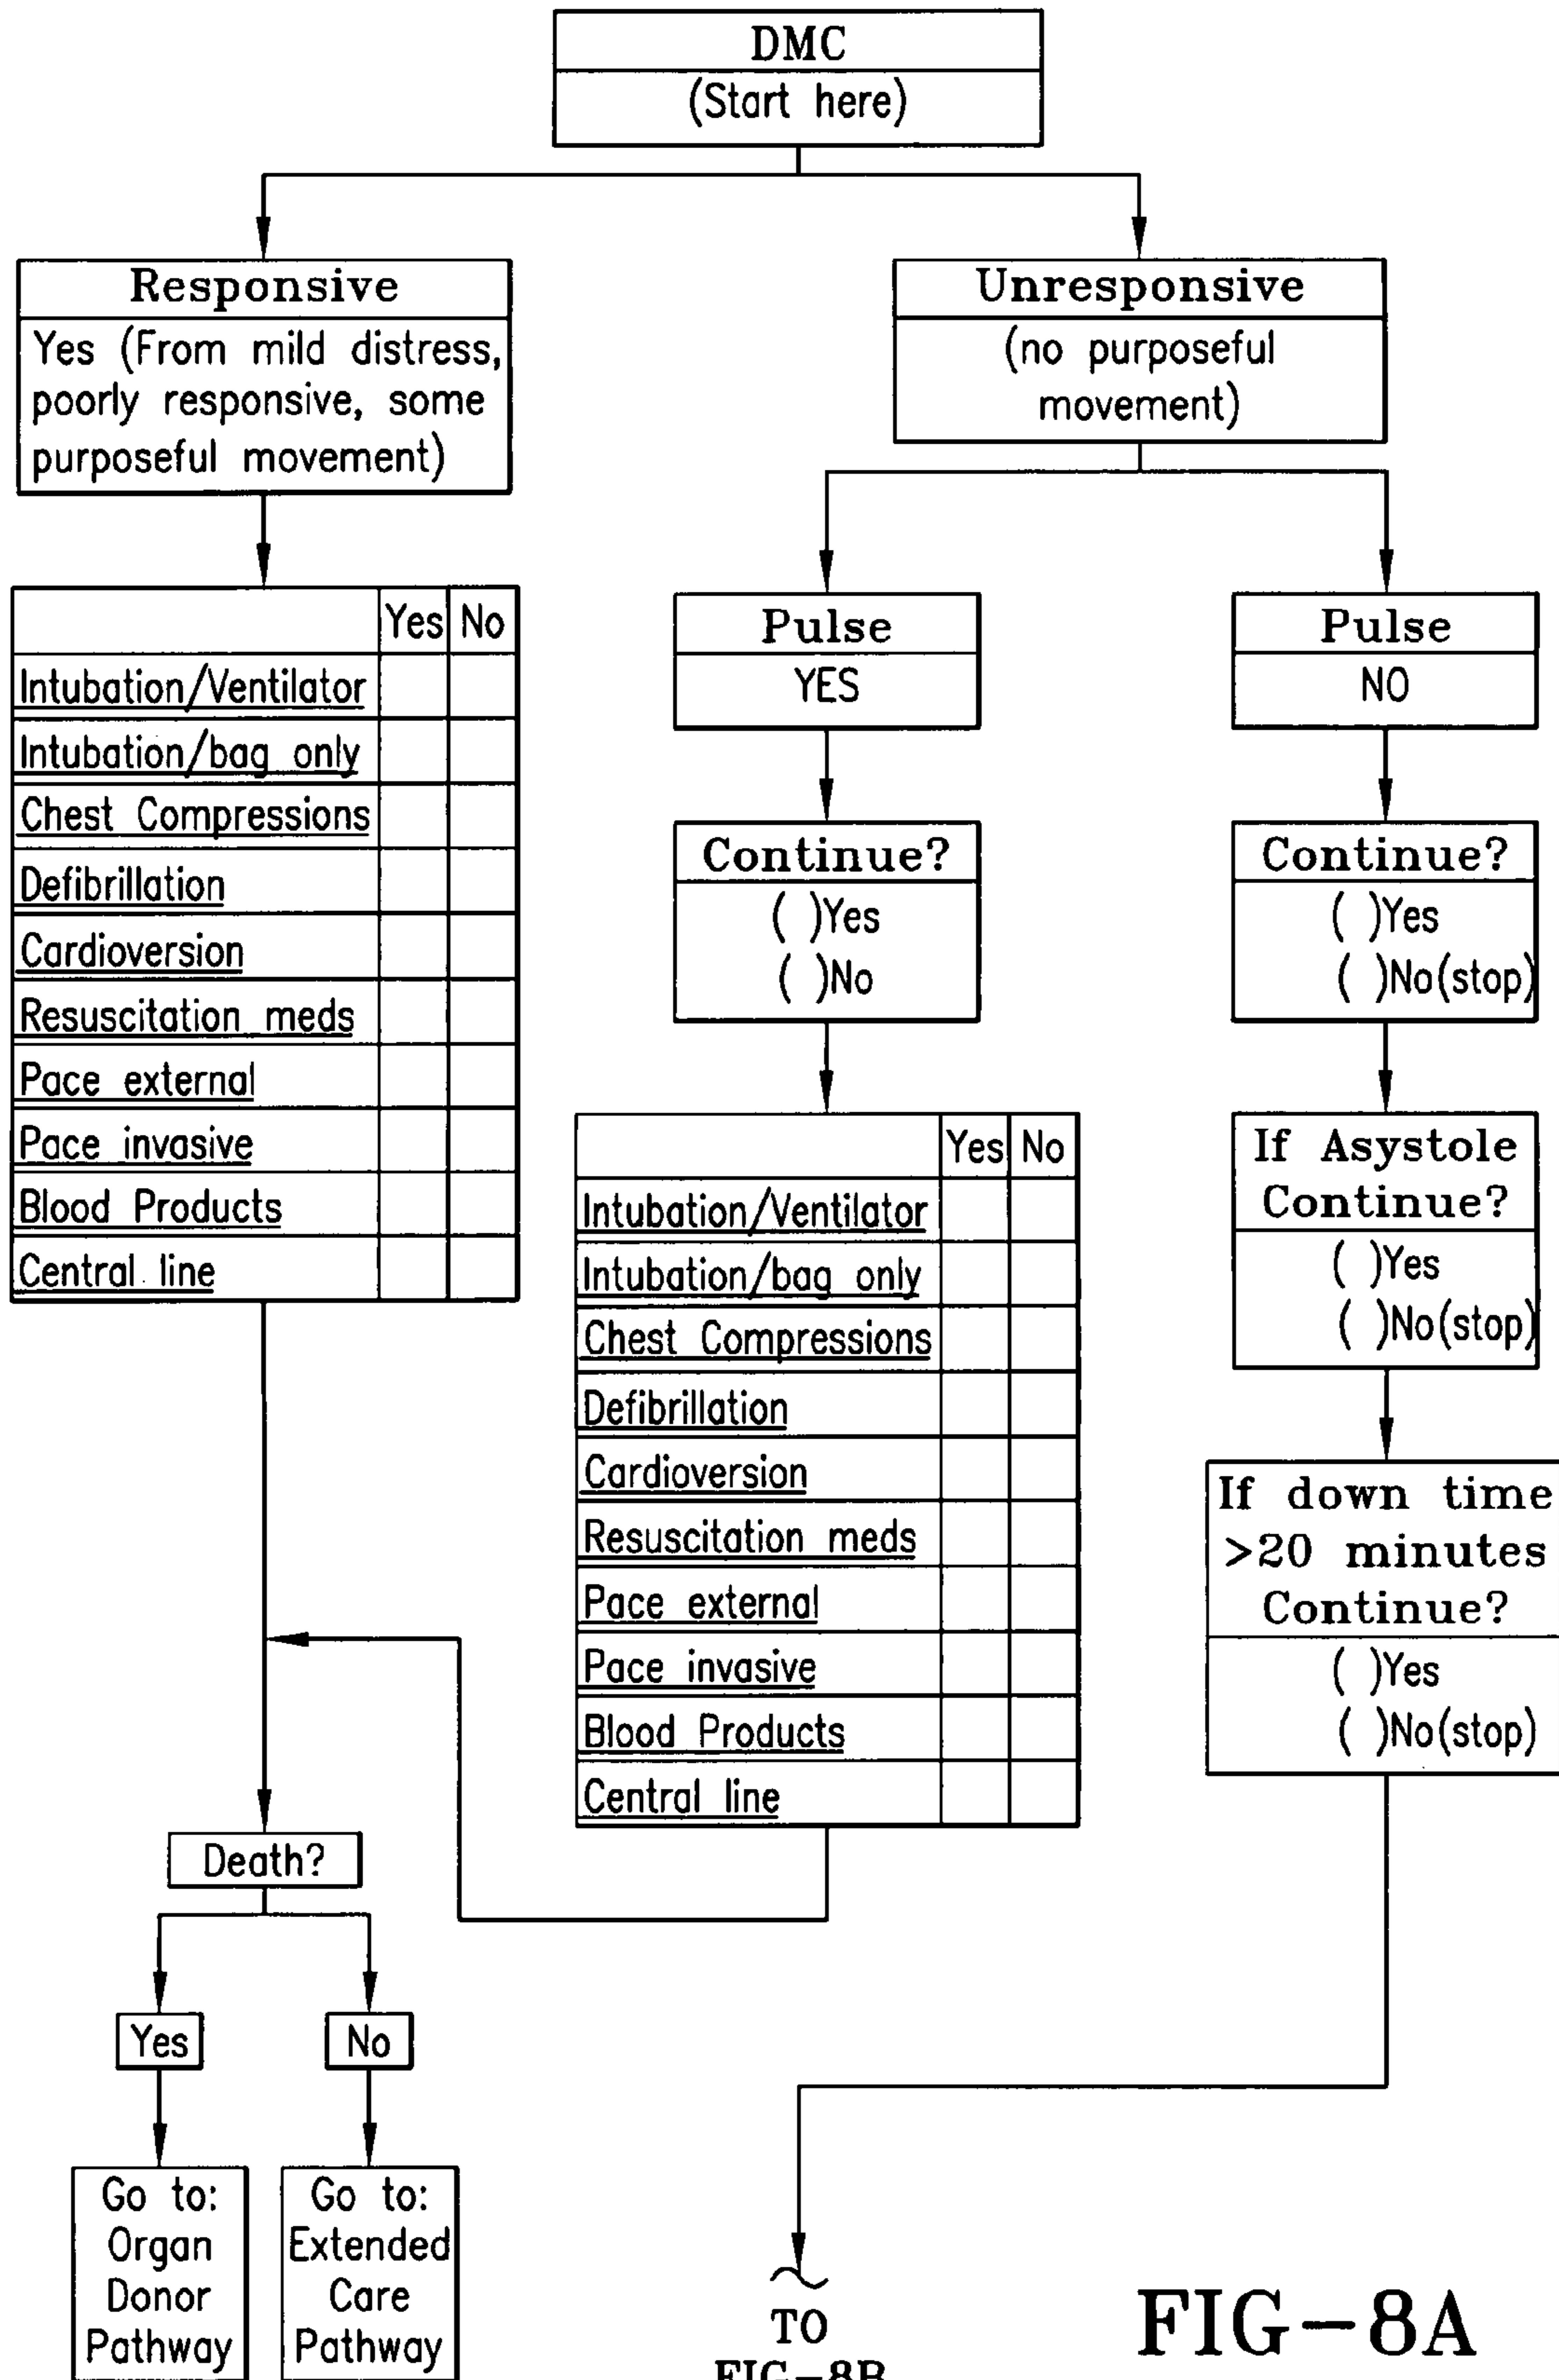 DMC
(Start here)
Responsive
Yes (From mild distress,
poorly responsive, some
purposeful movement)
Unresponsive
(no purposeful
movement)
Yes No
Intubation/Ventilator
Intubation/bag only
Chest Compressions
Defibrillation
Cardioversion
Resuscitation meds
Pace external
Pace invasive
Blood Products
Central line
Pulse
YES
Continue?
( )Yes
( )No
Yes No
Intubation/Ventilator
Intubation/bag only
Chest Compressions
Defibrillation
Cardioversion
Resuscitation meds
Pace external
Pace invasive
Blood Products
Central line
Pulse
NO
Continue?
( )Yes
( )No(stop)
If Asystole
Continue?
( )Yes
( )No(stop)
If down time
>20 minutes
Continue?
( )Yes
( )No(stop)
Death?
Yes
No
Go to:
Organ
Donor
Pathway
Go to:
Extended
Care
Pathway
TO
FIG-8B
FIG-8A